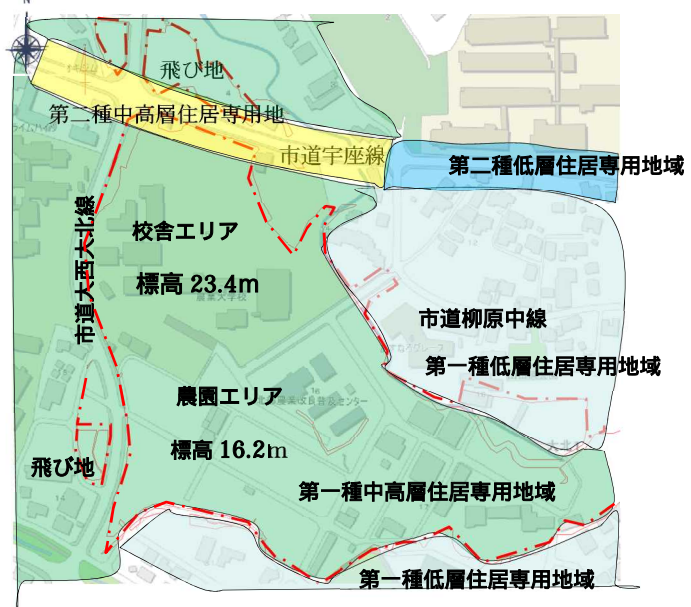 N
飛び地
第二種中高層住居専用地
市道宇座線
第二種低層住居専用地域
市道大西大北線
校舎エリア
標高 23.4m
農業大学校
市道柳原中線
第一種低層住居専用地域
農園エリア
標高 16.2m
飛び地
第一種中高層住居専用地域
第一種低層住居専用地域